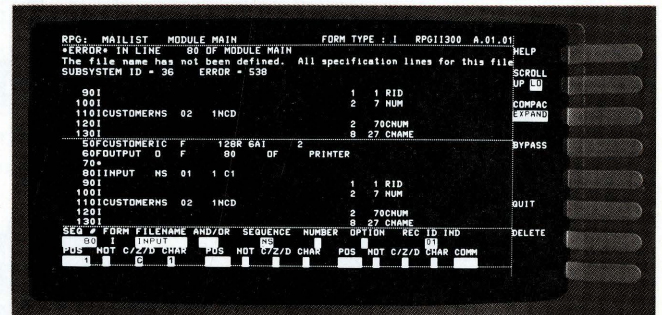 RPG: MAILIST MODULE MAIN FORM TYPE : I RPGII300 A.01.01
*ERROR* IN LINE 80 OF MODULE MAIN
The file name has not been defined. All specification lines for this file
SUBSYSTEM ID = 36 ERROR = 538
90I 1 1 RID
100I 2 7 NUM
110ICUSTOMERNS 02 1NCD
120I 2 70CNUM
130I 8 27 CNAME
50FCUSTOMERIC F 128R 6AI 2
60FOUTPUT O F 80 OF PRINTER
70*
80IINPUT NS 01 1 C1
90I 1 1 RID
100I 2 7 NUM
110ICUSTOMERNS 02 1NCD
120I 2 70CNUM
130I 8 27 CNAME
SEQ # FORM FILENAME AND/OR SEQUENCE NUMBER OPTION REC ID IND
80 I INPUT NS 01
POS NOT C/Z/D CHAR POS NOT C/Z/D CHAR POS NOT C/Z/D CHAR COMM
1 C 1
HELP
SCROLL
UP LO
COMPAC
EXPAND
BYPASS
QUIT
DELETE